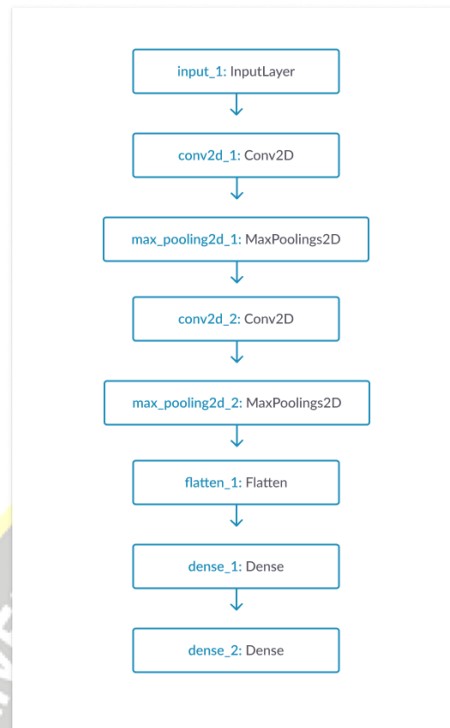 input_1: InputLayer
conv2d_1: Conv2D
max_pooling2d_1: MaxPoolings2D
conv2d_2: Conv2D
max_pooling2d_2: MaxPoolings2D
flatten_1: Flatten
dense_1: Dense
dense_2: Dense